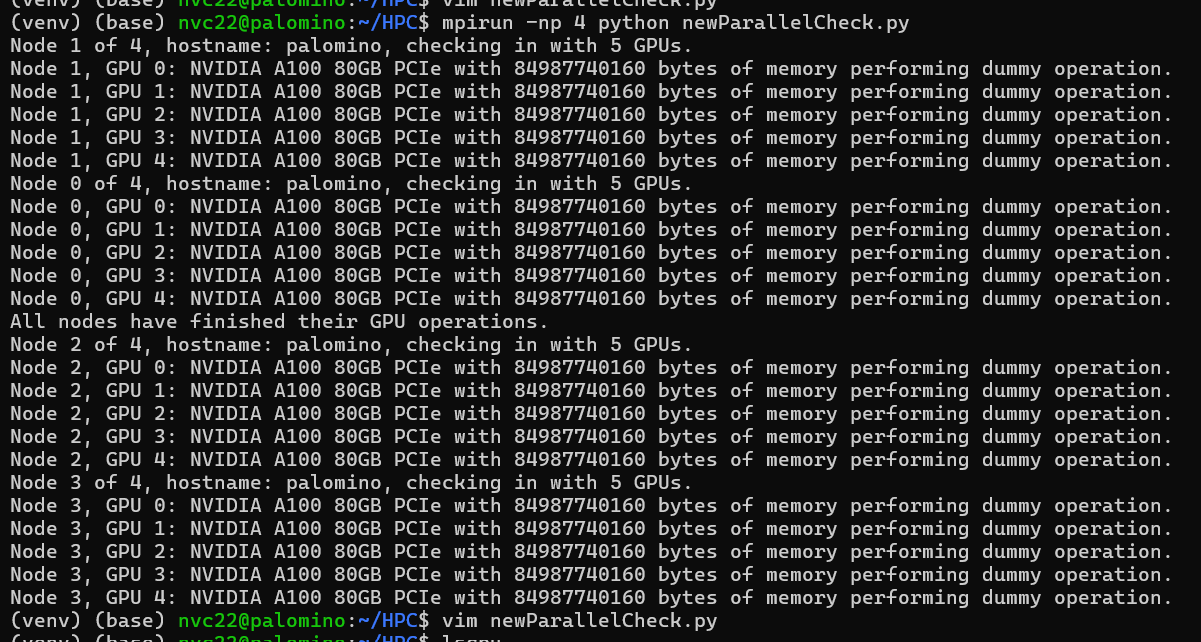 (venv) (base) nvc22@palomino:~/HPC$ vim newParallelCheck.py
(venv) (base) nvc22@palomino:~/HPC$ mpirun -np 4 python newParallelCheck.py
Node 1 of 4, hostname: palomino, checking in with 5 GPUs.
Node 1, GPU 0: NVIDIA A100 80GB PCIe with 84987740160 bytes of memory performing dummy operation.
Node 1, GPU 1: NVIDIA A100 80GB PCIe with 84987740160 bytes of memory performing dummy operation.
Node 1, GPU 2: NVIDIA A100 80GB PCIe with 84987740160 bytes of memory performing dummy operation.
Node 1, GPU 3: NVIDIA A100 80GB PCIe with 84987740160 bytes of memory performing dummy operation.
Node 1, GPU 4: NVIDIA A100 80GB PCIe with 84987740160 bytes of memory performing dummy operation.
Node 0 of 4, hostname: palomino, checking in with 5 GPUs.
Node 0, GPU 0: NVIDIA A100 80GB PCIe with 84987740160 bytes of memory performing dummy operation.
Node 0, GPU 1: NVIDIA A100 80GB PCIe with 84987740160 bytes of memory performing dummy operation.
Node 0, GPU 2: NVIDIA A100 80GB PCIe with 84987740160 bytes of memory performing dummy operation.
Node 0, GPU 3: NVIDIA A100 80GB PCIe with 84987740160 bytes of memory performing dummy operation.
Node 0, GPU 4: NVIDIA A100 80GB PCIe with 84987740160 bytes of memory performing dummy operation.
All nodes have finished their GPU operations.
Node 2 of 4, hostname: palomino, checking in with 5 GPUs.
Node 2, GPU 0: NVIDIA A100 80GB PCIe with 84987740160 bytes of memory performing dummy operation.
Node 2, GPU 1: NVIDIA A100 80GB PCIe with 84987740160 bytes of memory performing dummy operation.
Node 2, GPU 2: NVIDIA A100 80GB PCIe with 84987740160 bytes of memory performing dummy operation.
Node 2, GPU 3: NVIDIA A100 80GB PCIe with 84987740160 bytes of memory performing dummy operation.
Node 2, GPU 4: NVIDIA A100 80GB PCIe with 84987740160 bytes of memory performing dummy operation.
Node 3 of 4, hostname: palomino, checking in with 5 GPUs.
Node 3, GPU 0: NVIDIA A100 80GB PCIe with 84987740160 bytes of memory performing dummy operation.
Node 3, GPU 1: NVIDIA A100 80GB PCIe with 84987740160 bytes of memory performing dummy operation.
Node 3, GPU 2: NVIDIA A100 80GB PCIe with 84987740160 bytes of memory performing dummy operation.
Node 3, GPU 3: NVIDIA A100 80GB PCIe with 84987740160 bytes of memory performing dummy operation.
Node 3, GPU 4: NVIDIA A100 80GB PCIe with 84987740160 bytes of memory performing dummy operation.
(venv) (base) nvc22@palomino:~/HPC$ vim newParallelCheck.py
(venv) (base) nvc22@palomino:~/HPC$